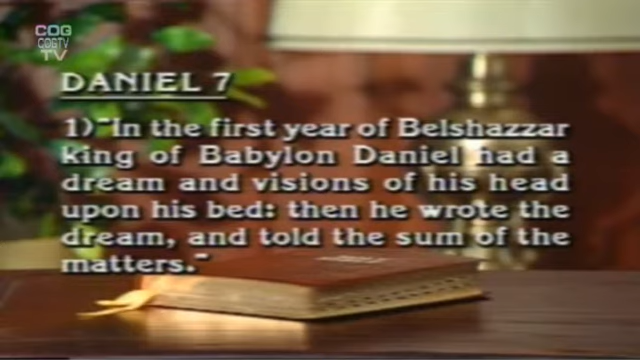 COG
COGTV
TV
DANIEL 7
1)"In the first year of Belshazzar
king of Babylon Daniel had a
dream and visions of his head
upon his bed: then he wrote the
dream, and told the sum of the
matters."